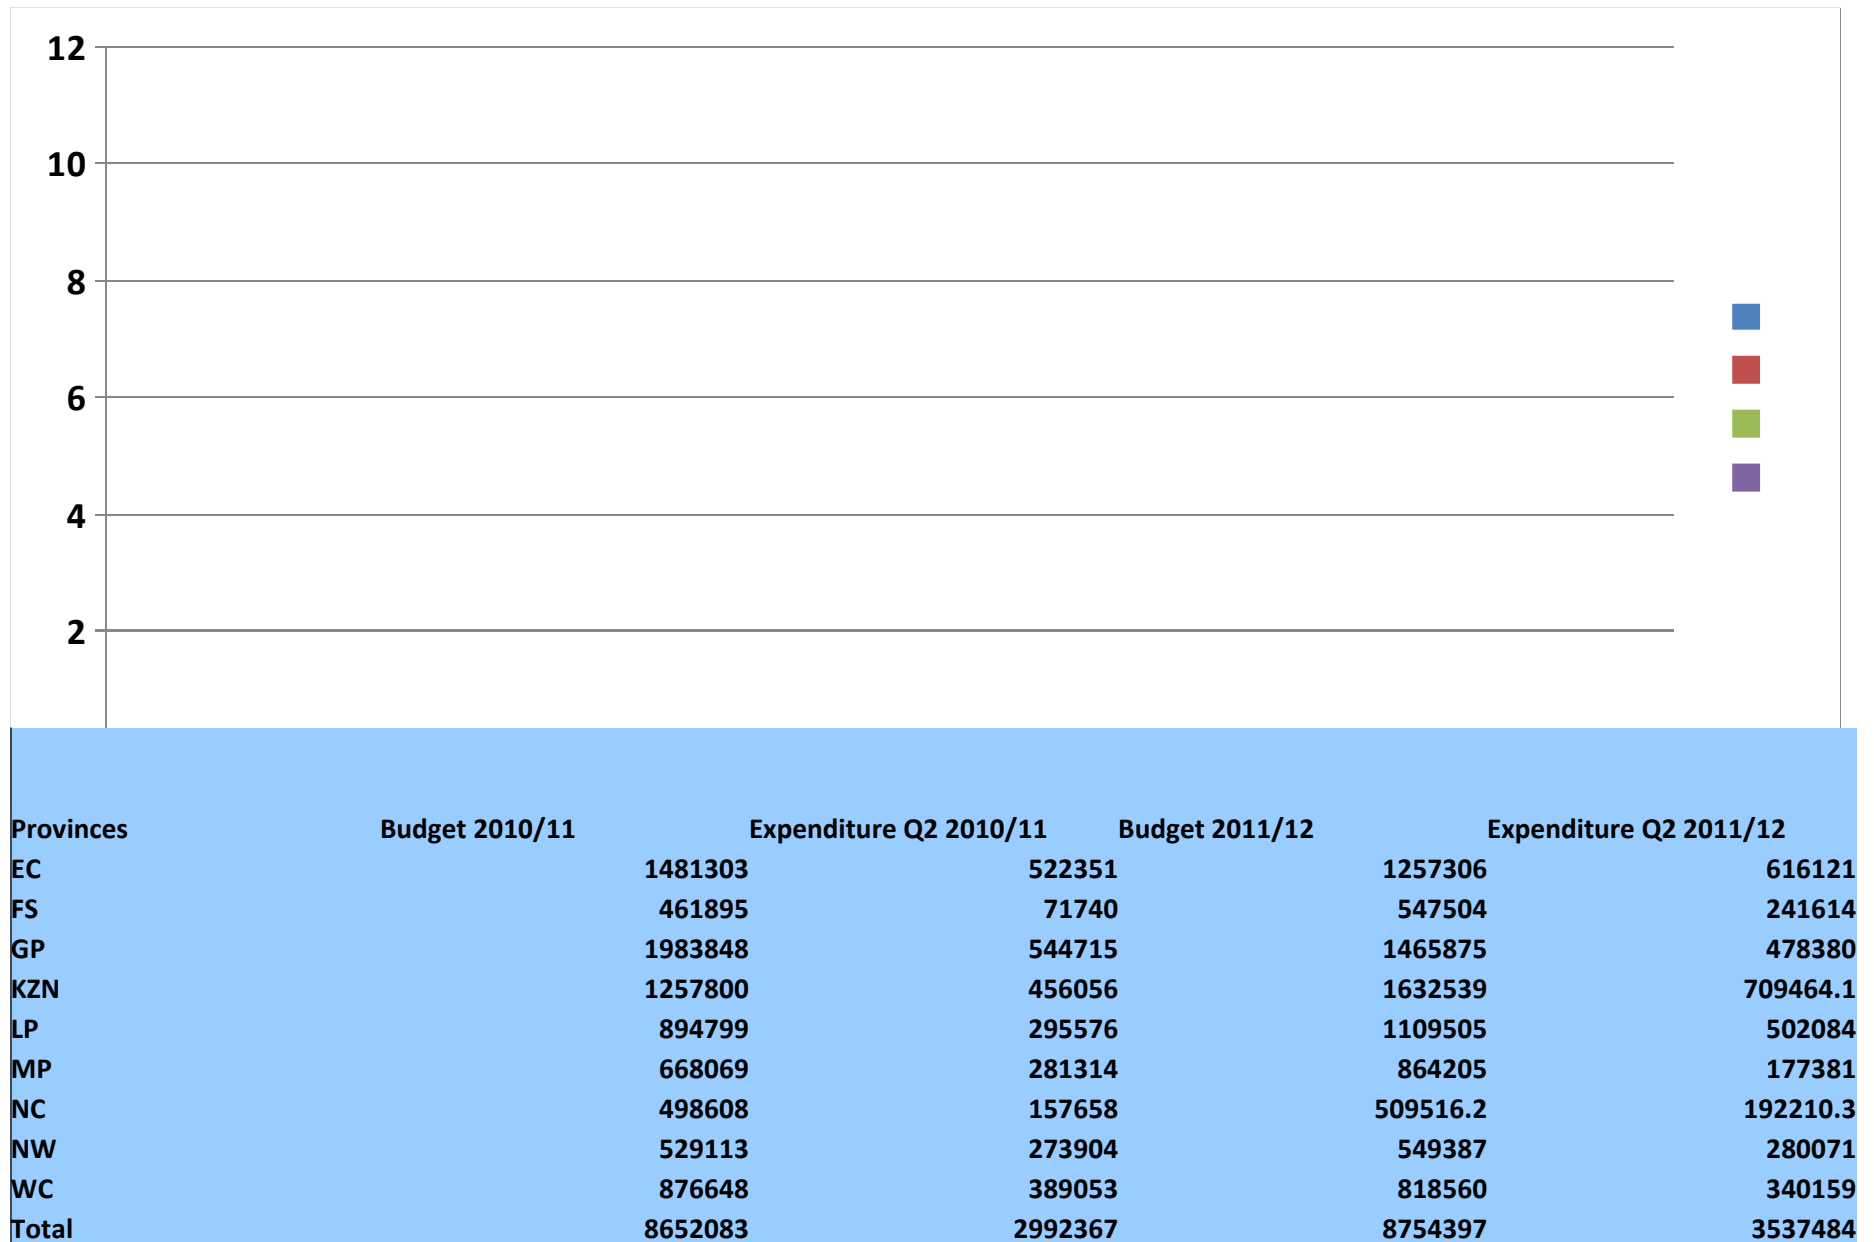 12
10
8
6
4
2
Provinces Budget 2010/11 Expenditure Q2 2010/11 Budget 2011/12 Expenditure Q2 2011/12
EC 1481303 522351 1257306 616121
FS 461895 71740 547504 241614
GP 1983848 544715 1465875 478380
KZN 1257800 456056 1632539 709464.1
LP 894799 295576 1109505 502084
MP 668069 281314 864205 177381
NC 498608 157658 509516.2 192210.3
NW 529113 273904 549387 280071
WC 876648 389053 818560 340159
Total 8652083 2992367 8754397 3537484